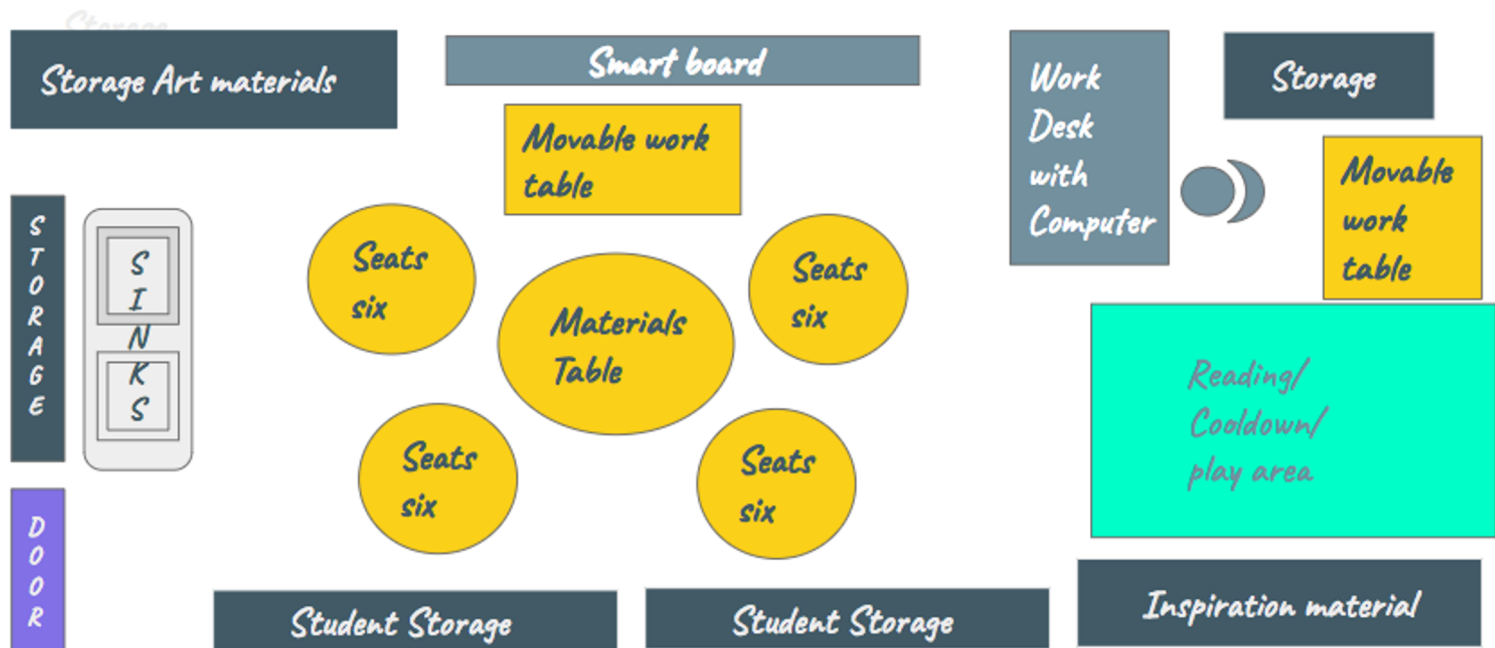 Storage
Storage Art materials
Smart board
Work
Desk
with
Computer
Storage
Movable work
table
Movable
work
table
STORAGE
SINKS
Seats
six
Materials
Table
Seats
six
Reading/
Cooldown/
play area
Seats
six
Seats
six
DOOR
Student Storage
Student Storage
Inspiration material